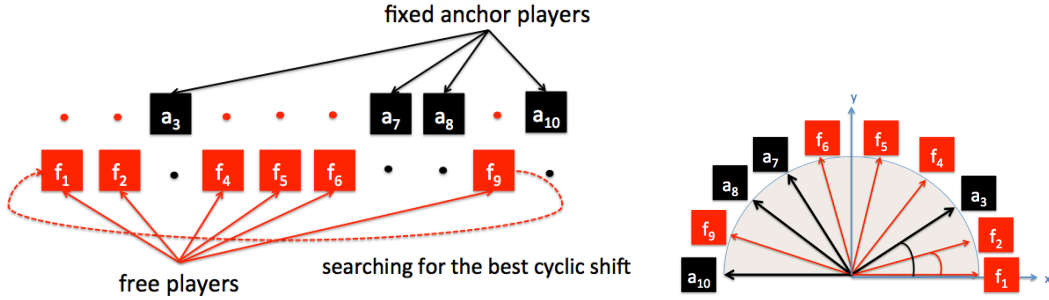 fixed anchor players
a3 a7 a8 a10
f1 f2 f4 f5 f6 f9
free players
searching for the best cyclic shift
y
f6 f5
a7 f4
a8 a3
f9 f2
a10 f1 x